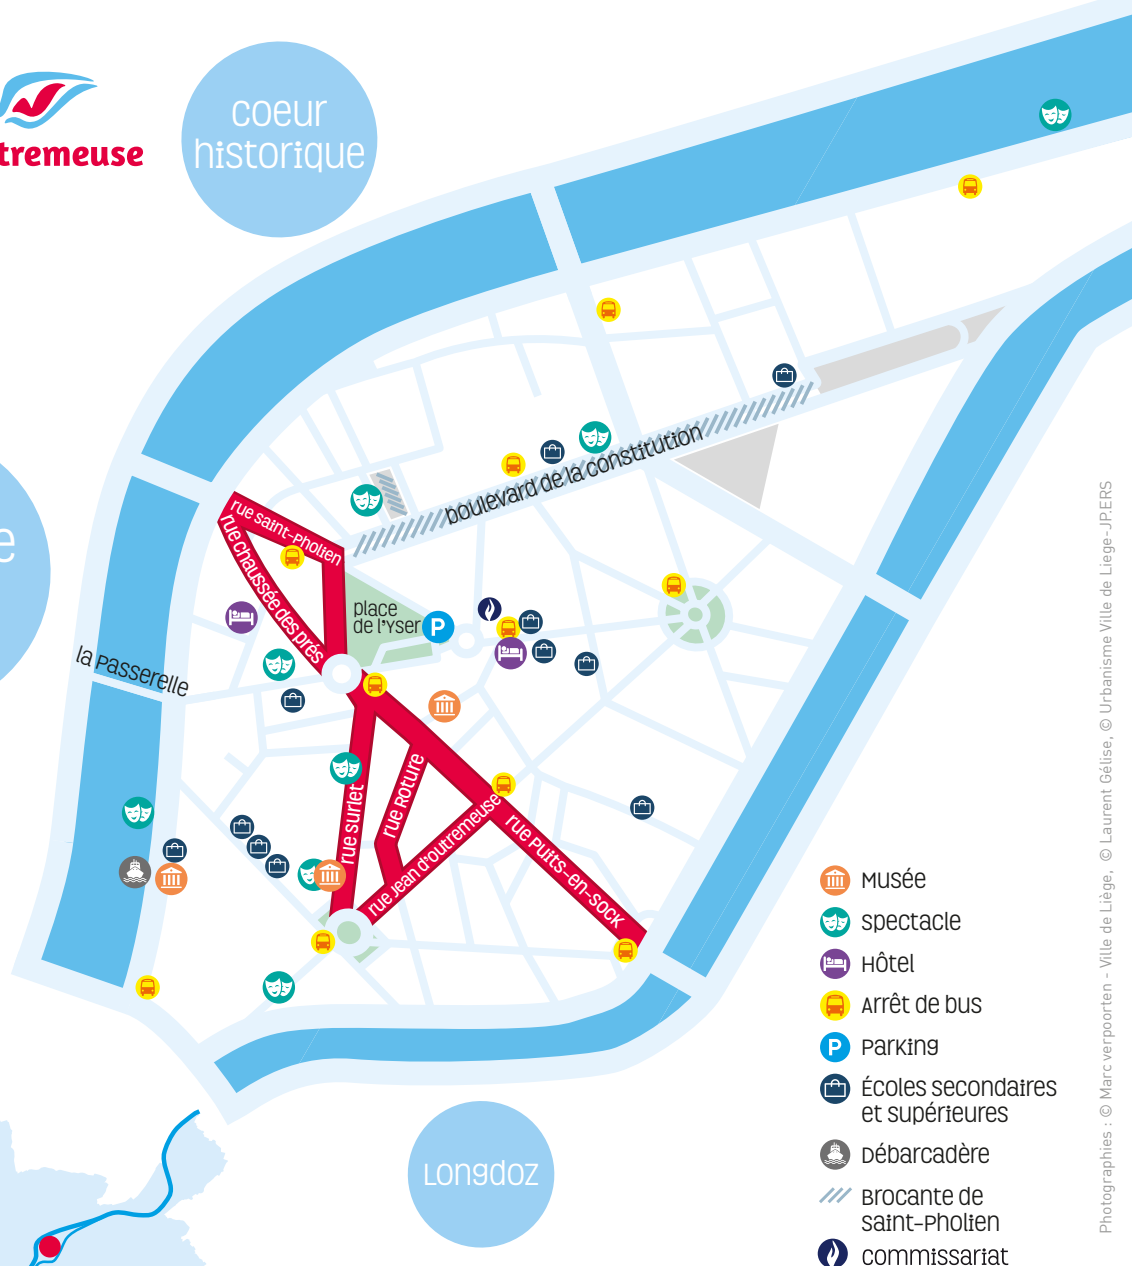 coeur
historique
tremeuse
e
rue saint-Pholien
rue chaussée des prés
boulevard de la constitution
place
de l'Yser
P
la Passerelle
rue surlet
rue Roture
rue Jean d'outremeuse
rue Puits-en-sock
Longdoz
Musée
spectacle
Hôtel
Arrêt de bus
P
Parking
Écoles secondaires
et supérieures
Débarcadère
Brocante de
saint-Pholien
commissariat
Photographies : © Marc verpoorten - Ville de Liège, © Laurent Gélise, © Urbanisme Ville de Liege-JP.ERS